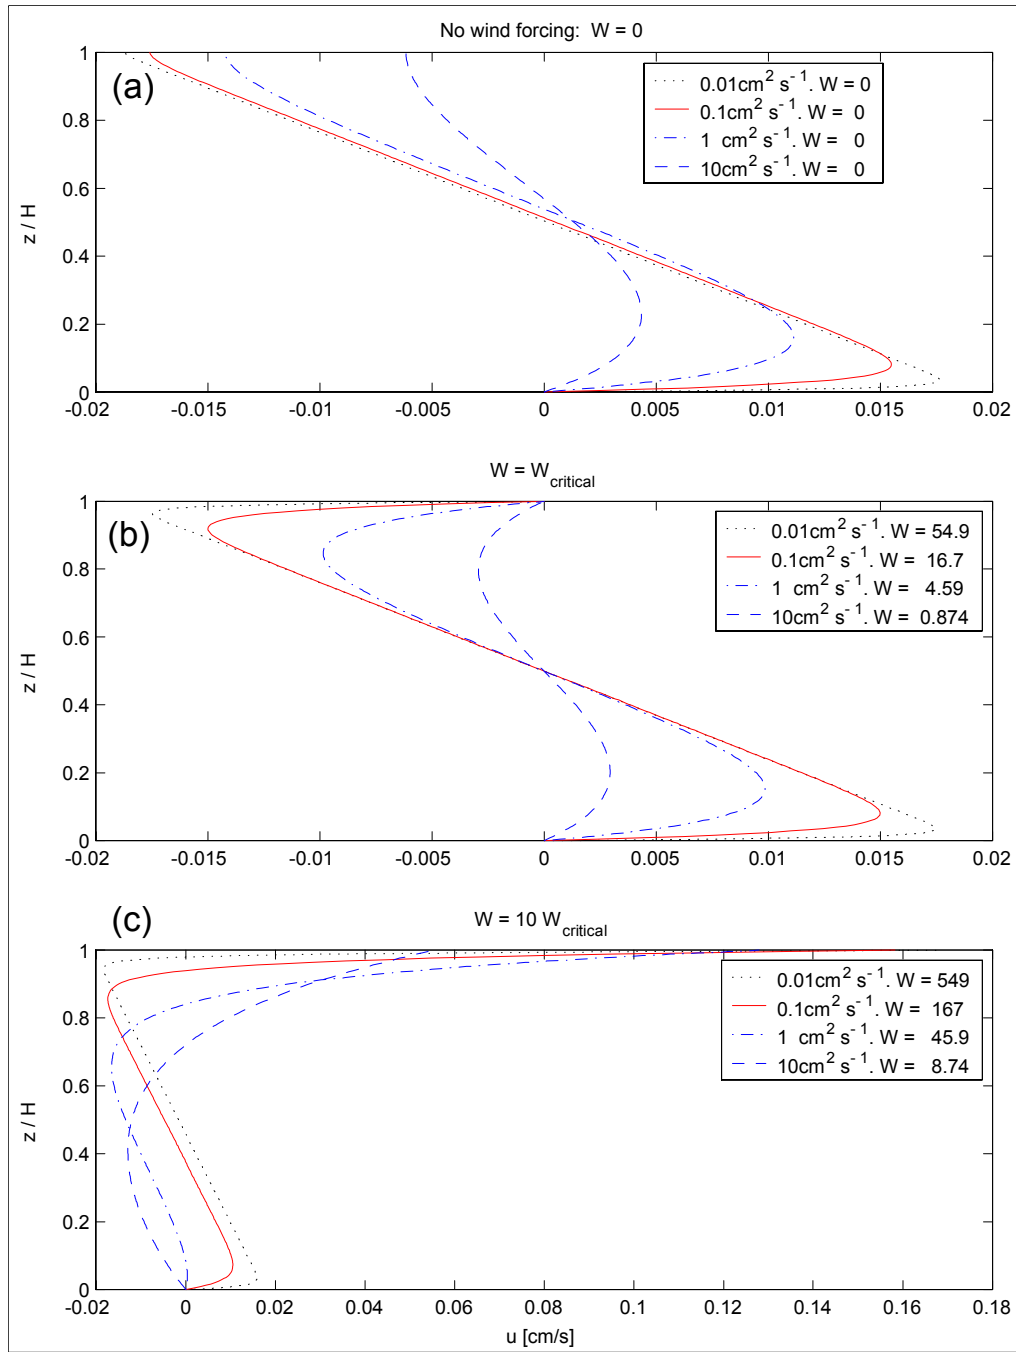 No wind forcing:  W = 0
(a)
0.01cm² s⁻¹. W = 0
0.1cm² s⁻¹. W =  0
1  cm² s⁻¹. W =   0
10cm² s⁻¹. W =   0
1
0.8
0.6
0.4
0.2
0
z / H
-0.02 -0.015 -0.01 -0.005 0 0.005 0.01 0.015 0.02
W = W_critical
(b)
0.01cm² s⁻¹. W = 54.9
0.1cm² s⁻¹. W =  16.7
1  cm² s⁻¹. W =   4.59
10cm² s⁻¹. W =   0.874
1
0.8
0.6
0.4
0.2
0
z / H
-0.02 -0.015 -0.01 -0.005 0 0.005 0.01 0.015 0.02
(c)
W = 10 W_critical
0.01cm² s⁻¹. W = 549
0.1cm² s⁻¹. W =  167
1  cm² s⁻¹. W =   45.9
10cm² s⁻¹. W =   8.74
1
0.8
0.6
0.4
0.2
0
z / H
-0.02 0 0.02 0.04 0.06 0.08 0.1 0.12 0.14 0.16 0.18
u [cm/s]